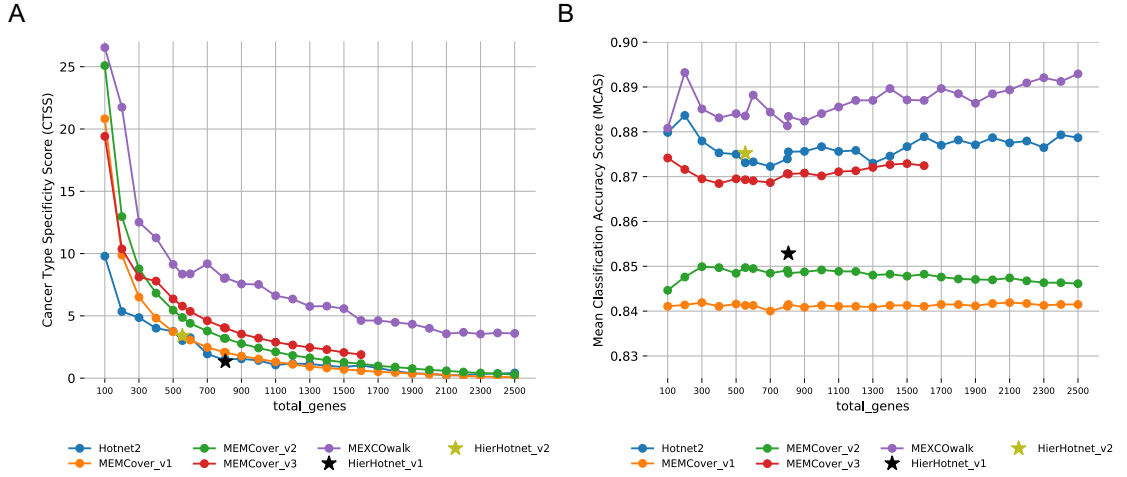 A
Cancer Type Specificity Score (CTSS)
25
20
15
10
5
0
100 300 500 700 900 1100 1300 1500 1700 1900 2100 2300 2500
total_genes
Hotnet2 MEMCover_v2 MEXCOwalk HierHotnet_v2
MEMCover_v1 MEMCover_v3 HierHotnet_v1
B
Mean Classification Accuracy Score (MCAS)
0.90
0.89
0.88
0.87
0.86
0.85
0.84
0.83
100 300 500 700 900 1100 1300 1500 1700 1900 2100 2300 2500
total_genes
Hotnet2 MEMCover_v2 MEXCOwalk HierHotnet_v2
MEMCover_v1 MEMCover_v3 HierHotnet_v1